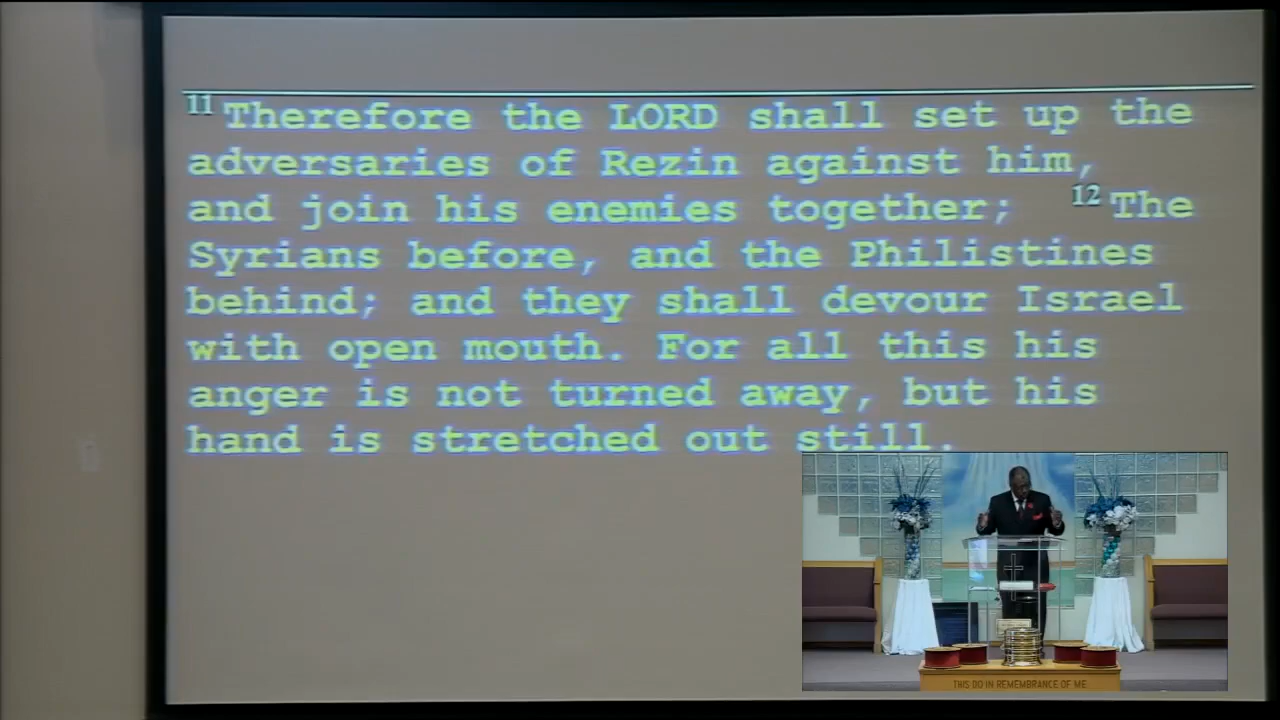 11 Therefore the LORD shall set up the
adversaries of Rezin against him,
and join his enemies together; 12 The
Syrians before, and the Philistines
behind; and they shall devour Israel
with open mouth. For all this his
anger is not turned away, but his
hand is stretched out still.
THIS DO IN REMEMBRANCE OF ME